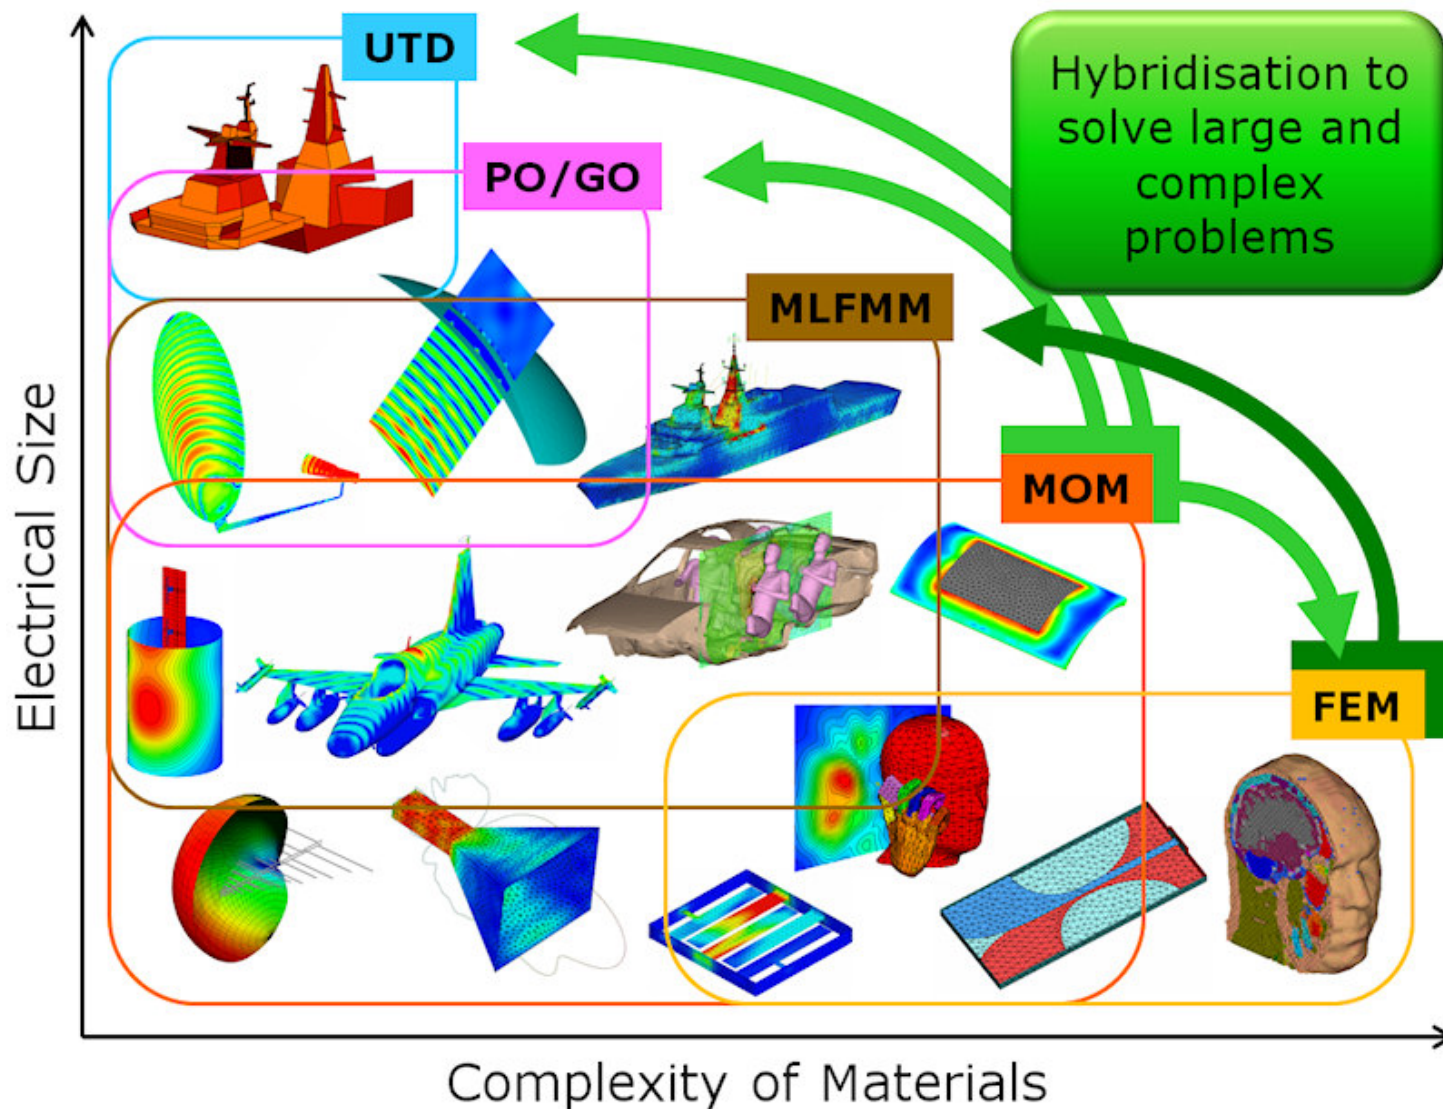 UTD
Hybridisation to
solve large and
complex
problems
PO/GO
MLFMM
MOM
FEM
Electrical Size
Complexity of Materials